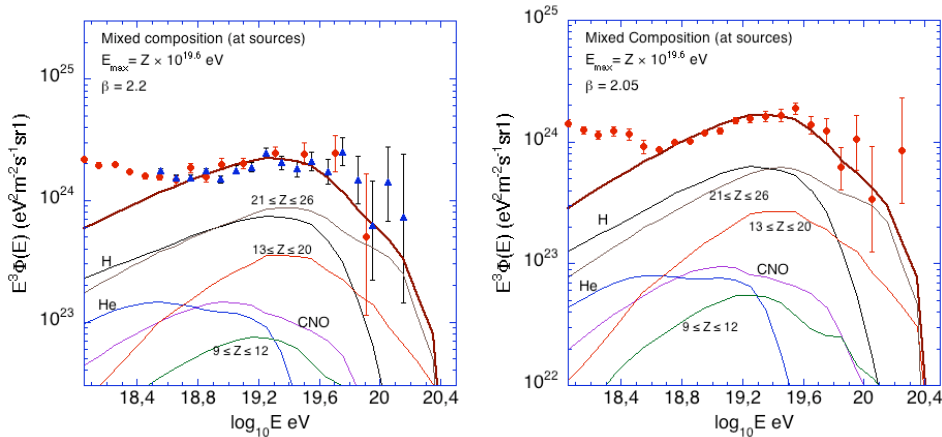 Mixed composition (at sources)
E_max= Z × 10^19.6 eV
β = 2.2
10^25
10^24
10^23
E^3Φ(E) (eV^2m^-2s^-1sr1)
21 ≤ Z ≤ 26
H
13≤ Z ≤ 20
He
CNO
9 ≤ Z ≤ 12
18,4 18,8 19,2 19,6 20 20,4
log_10E eV
Mixed Composition (at sources)
E_max= Z × 10^19.6 eV
β = 2.05
10^25
10^24
10^23
10^22
E^3Φ(E) (eV^2m^-2s^-1sr1)
H
21 ≤ Z ≤ 26
13 ≤ Z ≤ 20
CNO
He
9 ≤ Z ≤ 12
18,4 18,8 19,2 19,6 20 20,4
log_10E eV